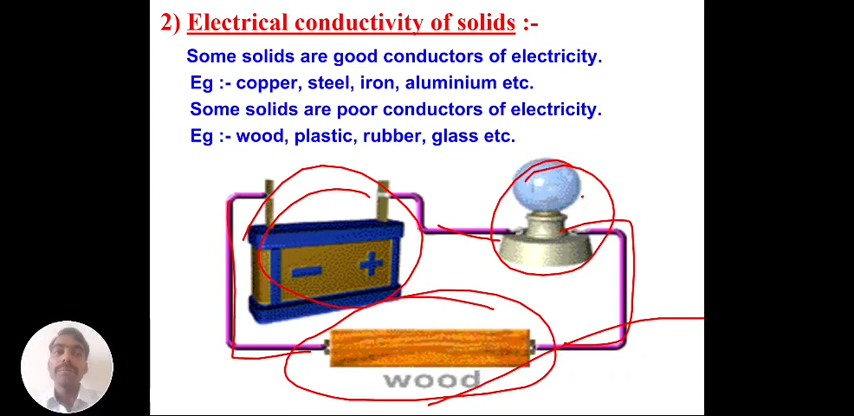 2) Electrical conductivity of solids :-
Some solids are good conductors of electricity.
Eg :- copper, steel, iron, aluminium etc.
Some solids are poor conductors of electricity.
Eg :- wood, plastic, rubber, glass etc.
- +
wood